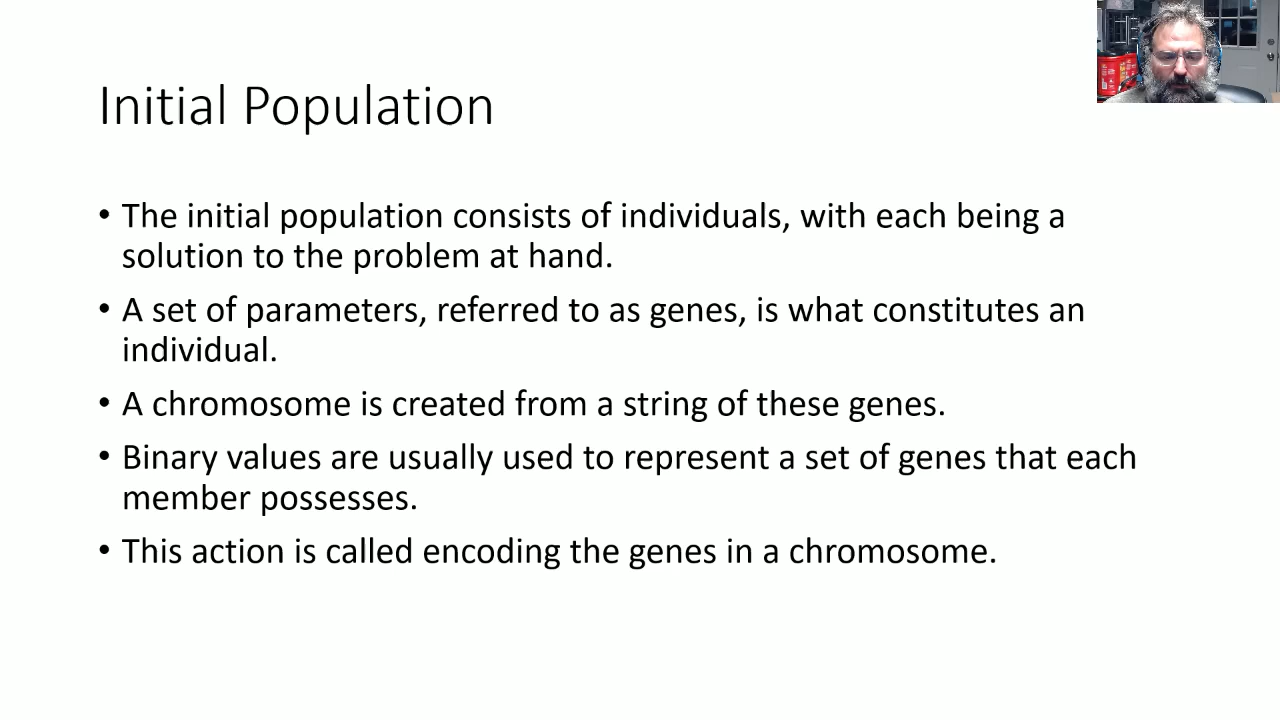 Initial Population
• The initial population consists of individuals, with each being a
solution to the problem at hand.
• A set of parameters, referred to as genes, is what constitutes an
individual.
• A chromosome is created from a string of these genes.
• Binary values are usually used to represent a set of genes that each
member possesses.
• This action is called encoding the genes in a chromosome.